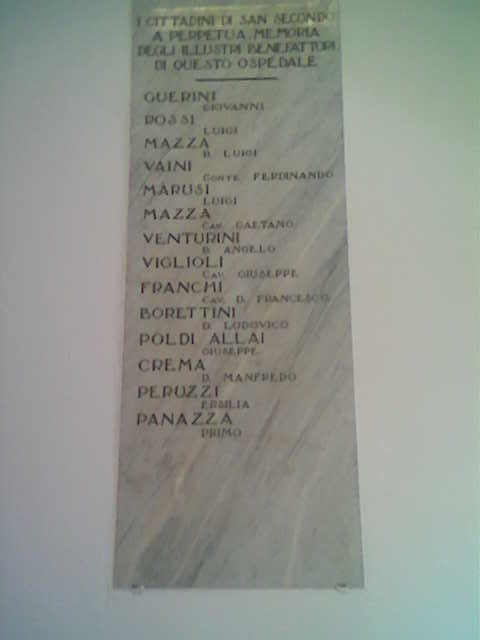 I CITTADINI DI SAN SECONDO
A PERPETUA MEMORIA
DEGLI ILLUSTRI BENEFATTORI
DI QUESTO OSPEDALE
GUERINI
GIOVANNI
ROSSI
LUIGI
MAZZA
D. LUIGI
VAINI
CONTE FERDINANDO
MARUSI
LUIGI
MAZZA
CAV. GAETANO
VENTURINI
D. ANGELO
VIGLIOLI
CAV. GIUSEPPE
FRANCHI
CAV. D. FRANCESCO
BORETTINI
D. LODOVICO
POLDI ALLAI
GIUSEPPE
CREMA
D. MANFREDO
PERUZZI
ERSILIA
PANAZZA
PRIMO